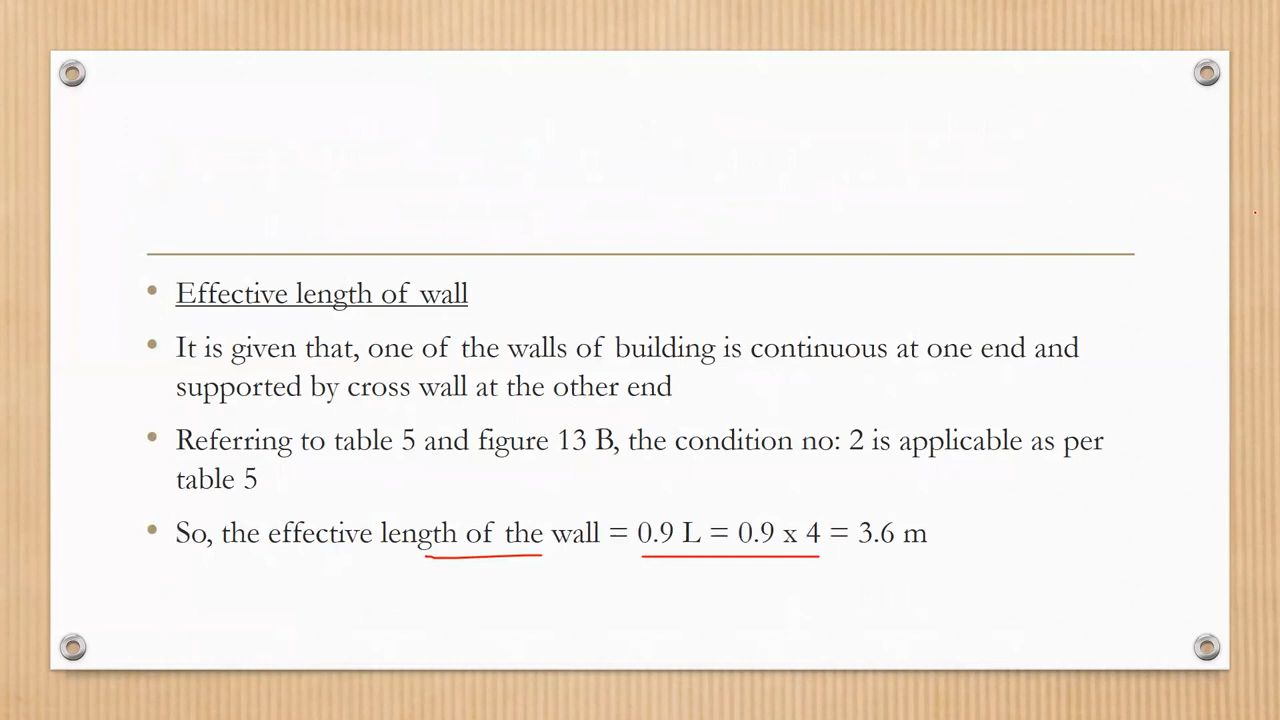 Effective length of wall
It is given that, one of the walls of building is continuous at one end and
supported by cross wall at the other end
Referring to table 5 and figure 13 B, the condition no: 2 is applicable as per
table 5
So, the effective length of the wall = 0.9 L = 0.9 x 4 = 3.6 m